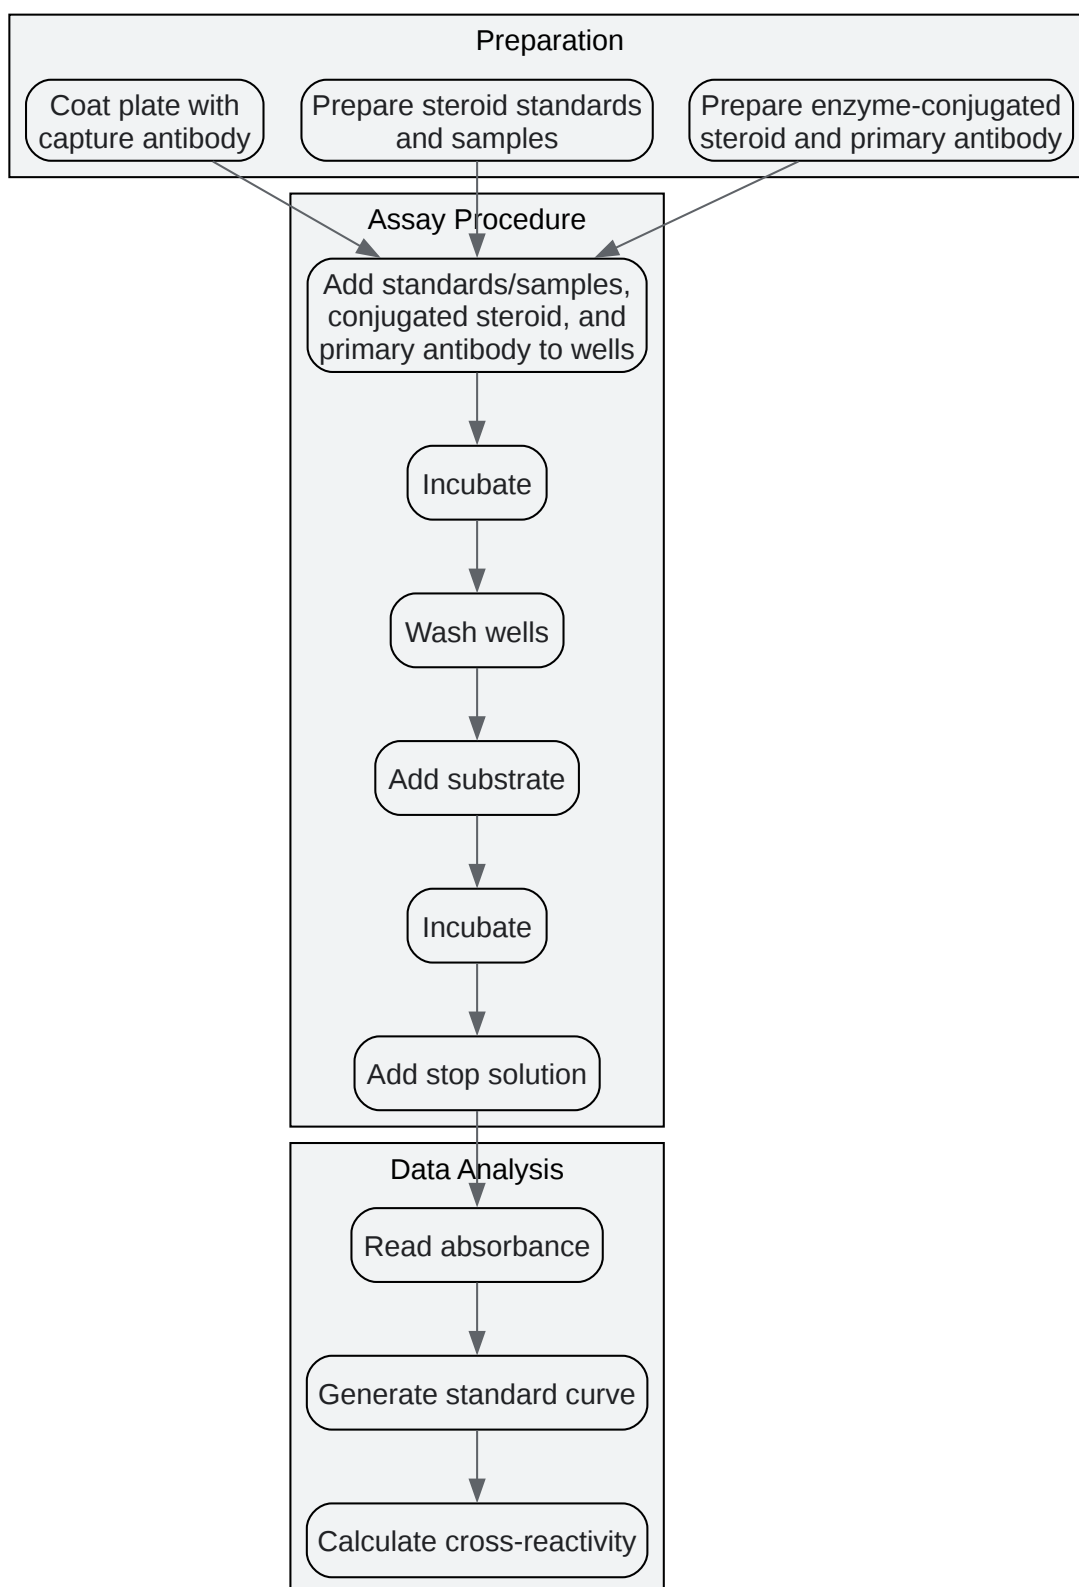 Preparation
Coat plate with
capture antibody
Prepare steroid standards
and samples
Prepare enzyme-conjugated
steroid and primary antibody
Assay Procedure
Add standards/samples,
conjugated steroid, and
primary antibody to wells
Incubate
Wash wells
Add substrate
Incubate
Add stop solution
Data Analysis
Read absorbance
Generate standard curve
Calculate cross-reactivity